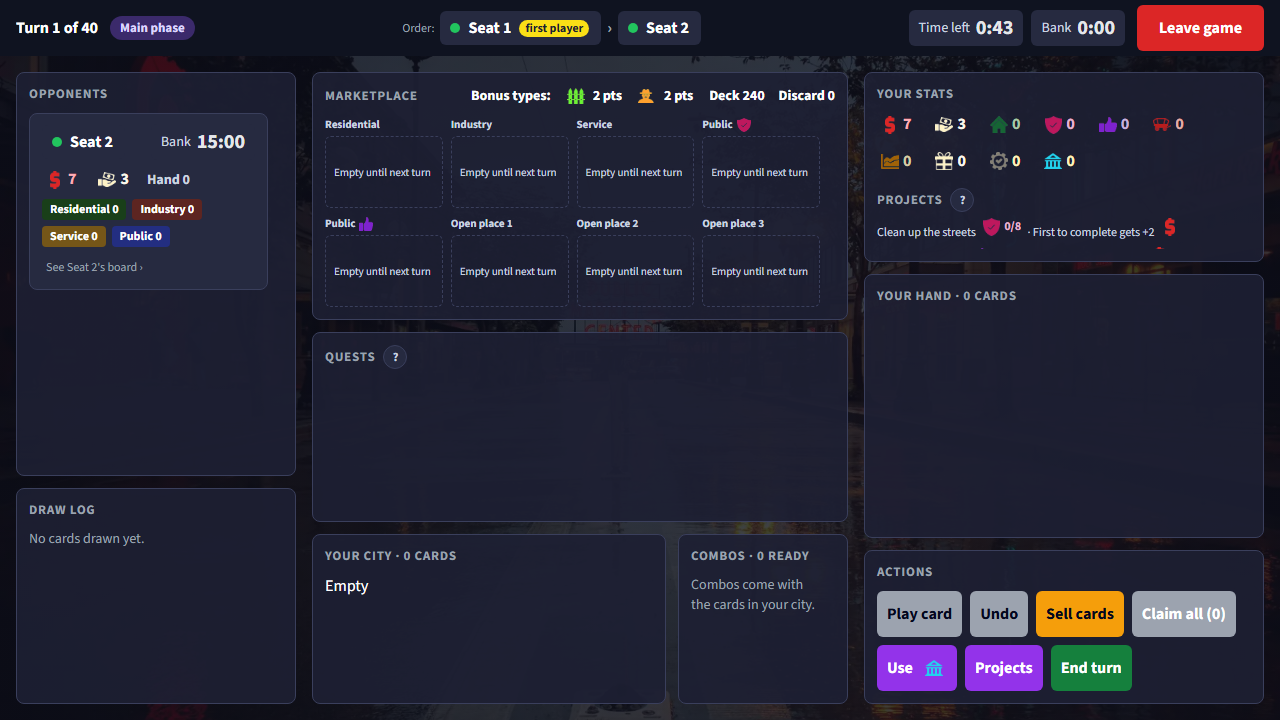 Turn 1 of 40 Main phase Order: Seat 1 first player › Seat 2 Time left 0:43 Bank 0:00 Leave game
OPPONENTS
Seat 2 Bank 15:00
7 3 Hand 0
Residential 0 Industry 0
Service 0 Public 0
See Seat 2's board ›
DRAW LOG
No cards drawn yet.
MARKETPLACE Bonus types: 2 pts 2 pts Deck 240 Discard 0
Residential Industry Service Public
Empty until next turn Empty until next turn Empty until next turn Empty until next turn
Public Open place 1 Open place 2 Open place 3
Empty until next turn Empty until next turn Empty until next turn Empty until next turn
QUESTS ?
YOUR CITY · 0 CARDS
Empty
COMBOS · 0 READY
Combos come with
the cards in your city.
YOUR STATS
$ 7 3 0 0 0 0
0 0 0 0
PROJECTS ?
Clean up the streets 0/8 · First to complete gets +2 $
YOUR HAND · 0 CARDS
ACTIONS
Play card Undo Sell cards Claim all (0)
Use Projects End turn